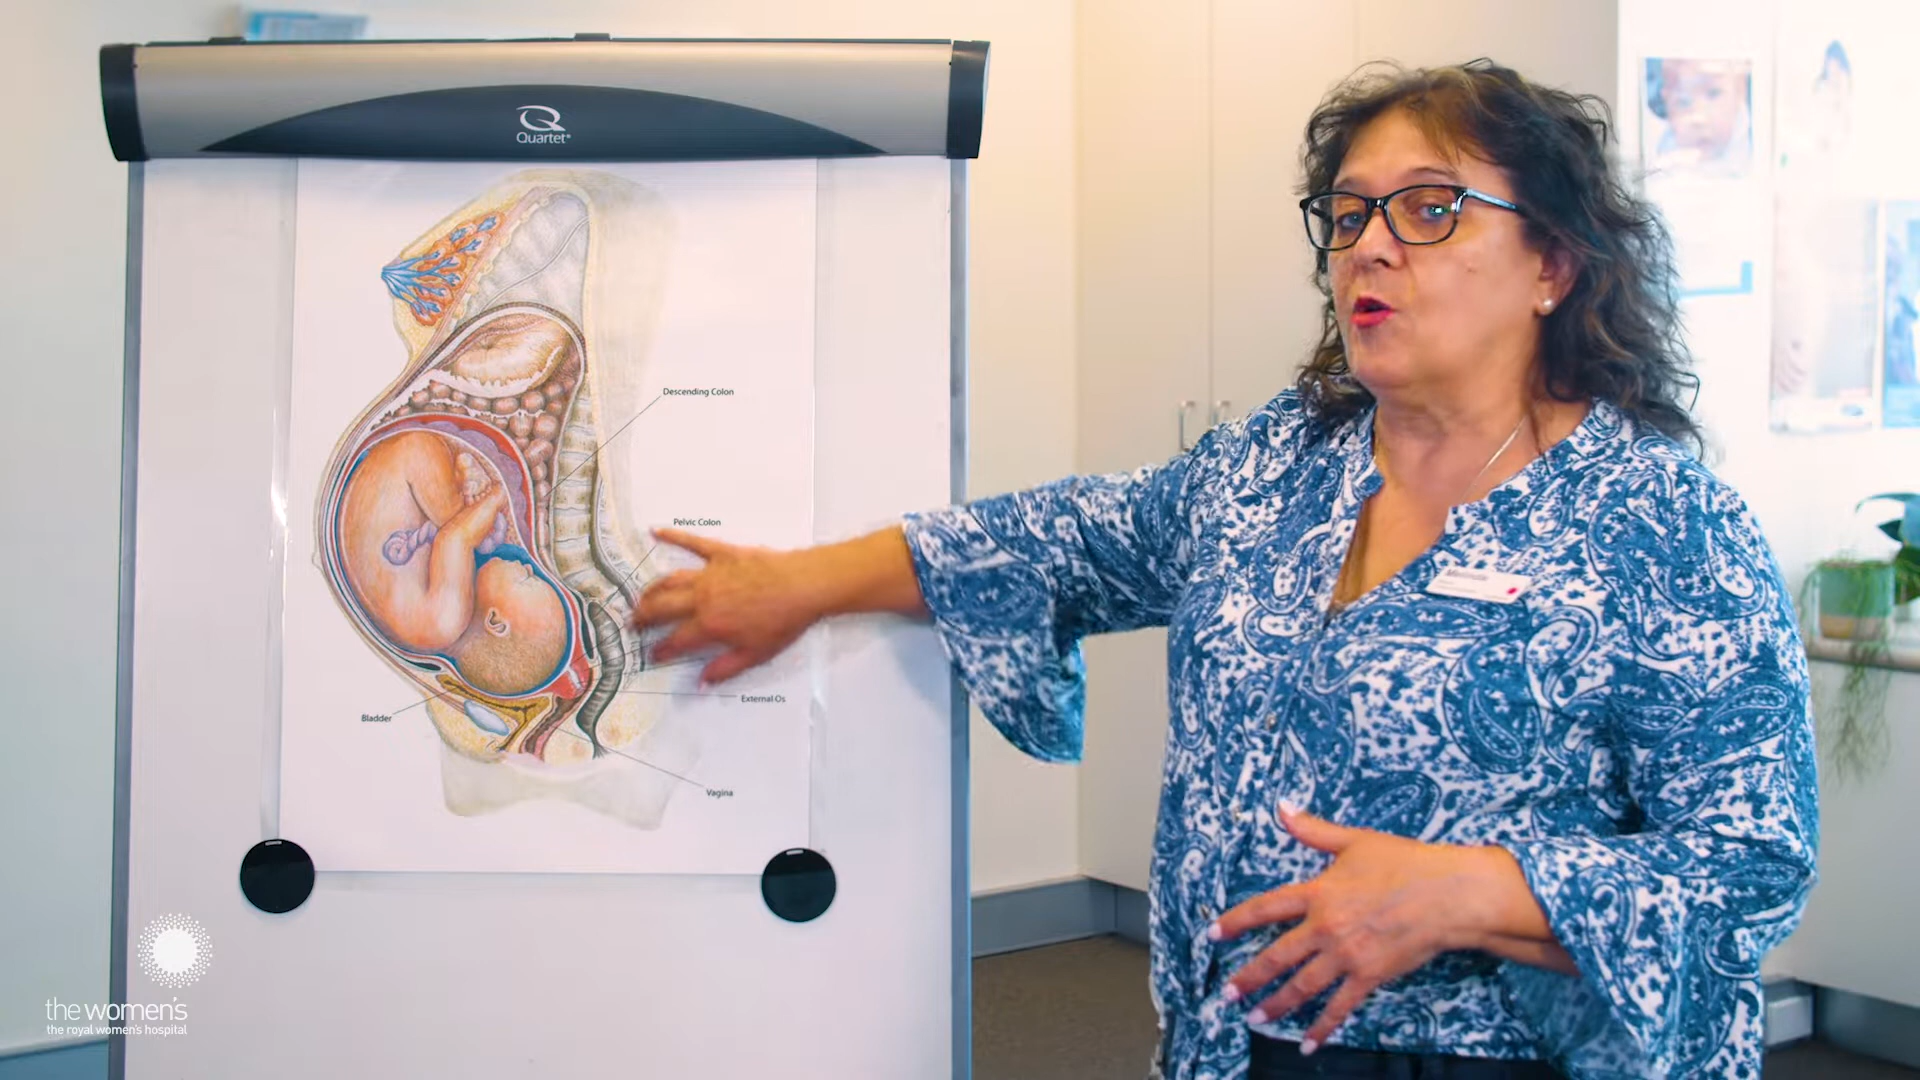 Quartet
Descending Colon
Pelvic Colon
External Os
Bladder
Vagina
the women's
the royal women's hospital